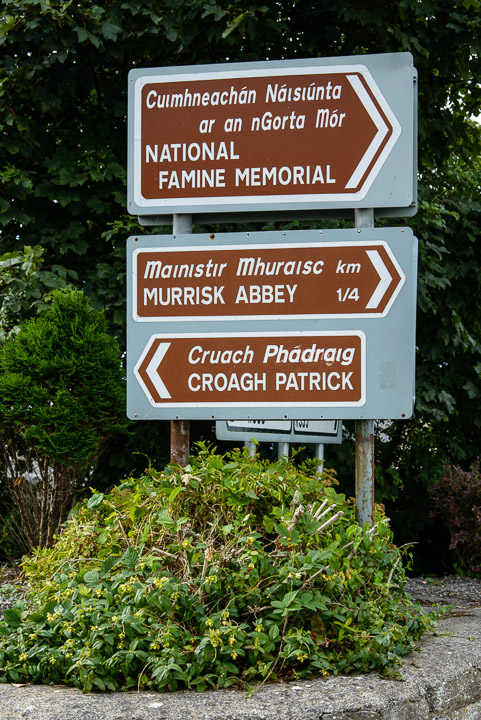 Cuimhneachán Náisiúnta
ar an nGorta Mór
NATIONAL
FAMINE MEMORIAL
Mainistir Mhuraisc km
MURRISK ABBEY 1/4
Cruach Phádraig
CROAGH PATRICK